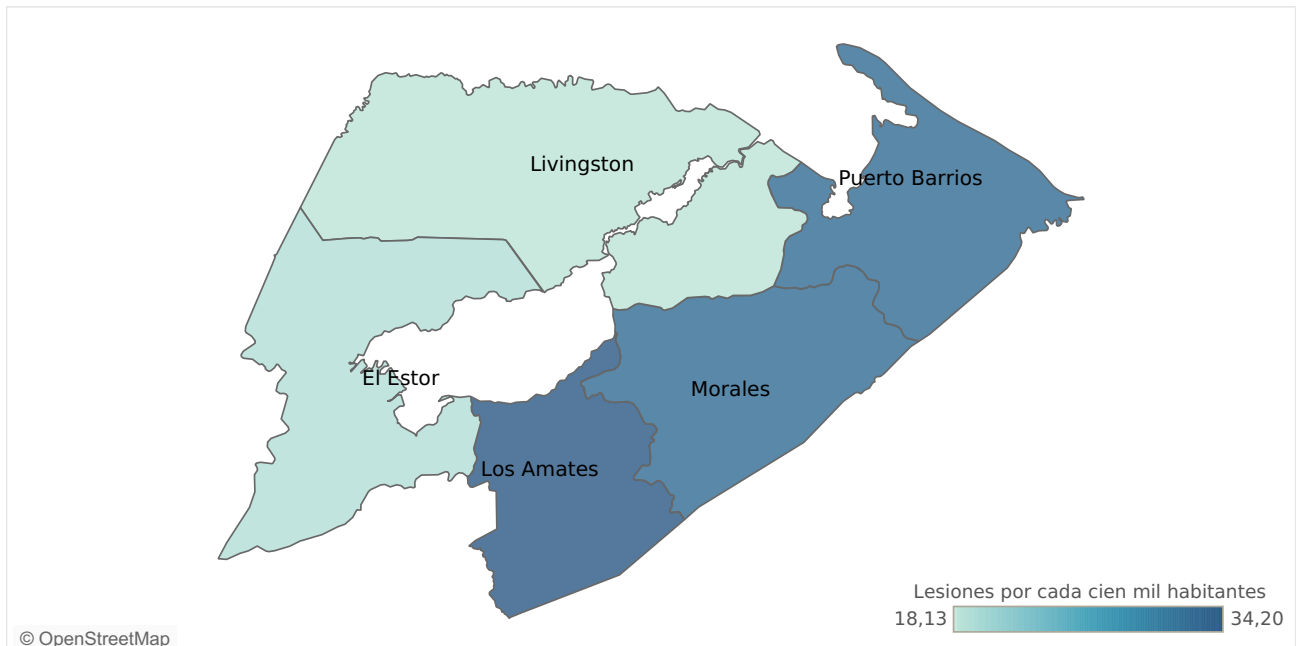 Livingston
Puerto Barrios
El Estor
Morales
Los Amates
Lesiones por cada cien mil habitantes
18,13 34,20
© OpenStreetMap